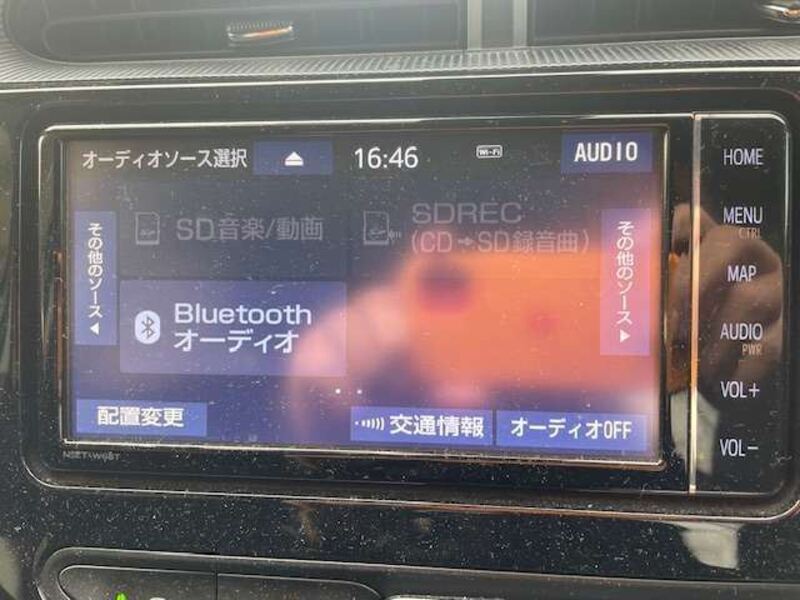 オーディオソース選択
16:46
Wi-Fi
AUDIO
その他のソース◀
SD音楽/動画
SDREC
(CD➡SD録音曲)
その他のソース▶
Bluetooth
オーディオ
配置変更
交通情報
オーディオOFF
HOME
MENU
CTRL
MAP
AUDIO
PWR
VOL+
VOL-
NSZT-W68T